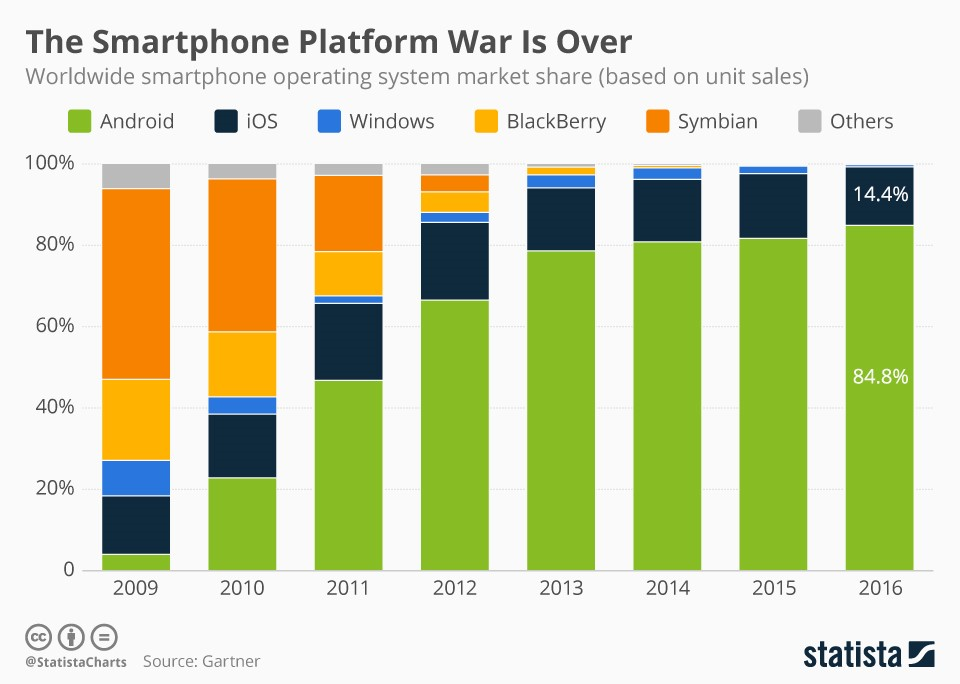 The Smartphone Platform War Is Over
Worldwide smartphone operating system market share (based on unit sales)
Android iOS Windows BlackBerry Symbian Others
100%
80%
60%
40%
20%
0
14.4%
84.8%
2009 2010 2011 2012 2013 2014 2015 2016
cc
@StatistaCharts Source: Gartner
statista